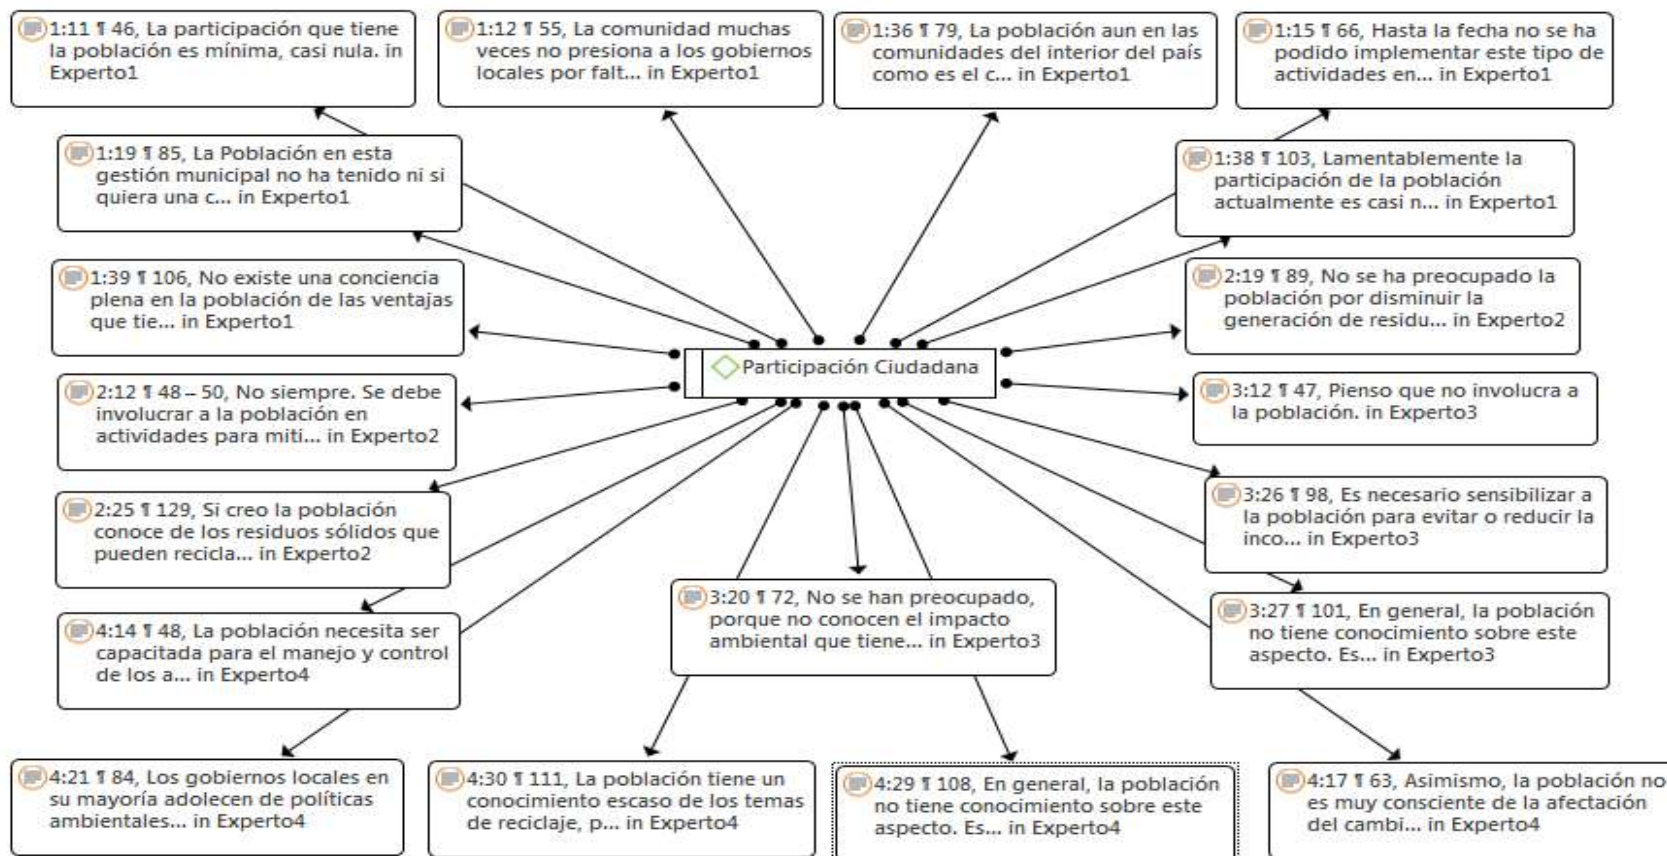 1:11 ¶ 46, La participación que tiene
la población es mínima, casi nula. in
Experto1
1:12 ¶ 55, La comunidad muchas
veces no presiona a los gobiernos
locales por falt... in Experto1
1:36 ¶ 79, La población aun en las
comunidades del interior del país
como es el c... in Experto1
1:15 ¶ 66, Hasta la fecha no se ha
podido implementar este tipo de
actividades en... in Experto1
1:19 ¶ 85, La Población en esta
gestión municipal no ha tenido ni si
quiera una c... in Experto1
1:38 ¶ 103, Lamentablemente la
participación de la población
actualmente es casi n... in Experto1
1:39 ¶ 106, No existe una conciencia
plena en la población de las ventajas
que tie... in Experto1
2:19 ¶ 89, No se ha preocupado la
población por disminuir la
generación de residu... in Experto2
Participación Ciudadana
2:12 ¶ 48 – 50, No siempre. Se debe
involucrar a la población en
actividades para miti... in Experto2
3:12 ¶ 47, Pienso que no involucra a
la población. in Experto3
2:25 ¶ 129, Si creo la población
conoce de los residuos sólidos que
pueden recicla... in Experto2
3:26 ¶ 98, Es necesario sensibilizar a
la población para evitar o reducir la
inco... in Experto3
4:14 ¶ 48, La población necesita ser
capacitada para el manejo y control
de los a... in Experto4
3:20 ¶ 72, No se han preocupado,
porque no conocen el impacto
ambiental que tiene... in Experto3
3:27 ¶ 101, En general, la población
no tiene conocimiento sobre este
aspecto. Es... in Experto3
4:21 ¶ 84, Los gobiernos locales en
su mayoría adolecen de políticas
ambientales... in Experto4
4:30 ¶ 111, La población tiene un
conocimiento escaso de los temas
de reciclaje, p... in Experto4
4:29 ¶ 108, En general, la población
no tiene conocimiento sobre este
aspecto. Es... in Experto4
4:17 ¶ 63, Asimismo, la población no
es muy consciente de la afectación
del cambi... in Experto4